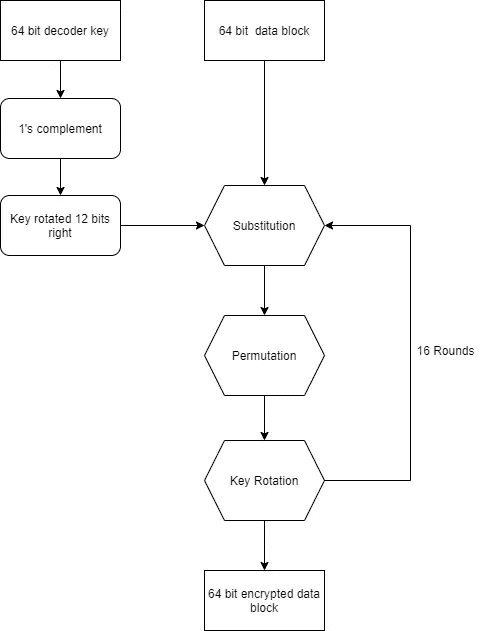 64 bit decoder key
64 bit data block
1's complement
Key rotated 12 bits
right
Substitution
Permutation
16 Rounds
Key Rotation
64 bit encrypted data
block